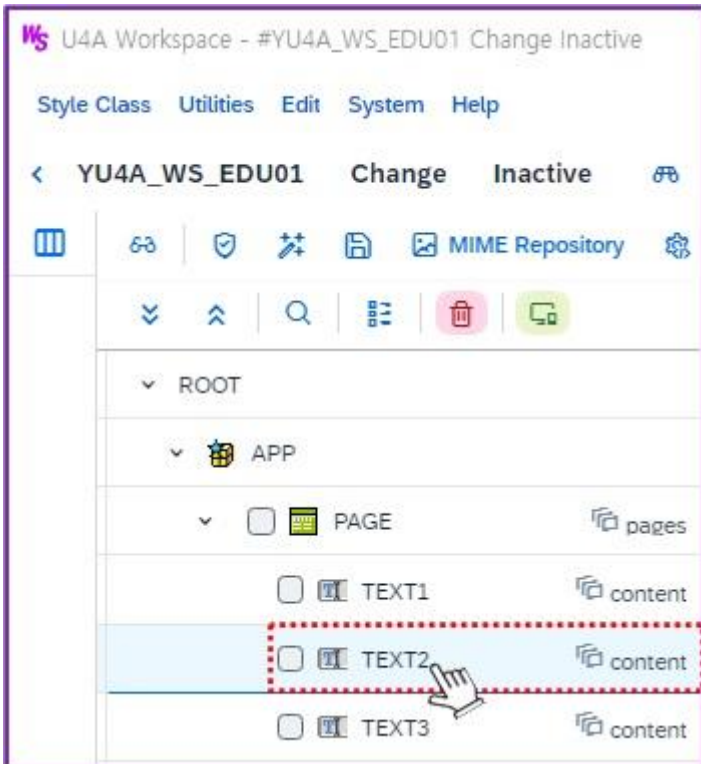 WS U4A Workspace - #YU4A_WS_EDU01 Change Inactive
Style Class Utilities Edit System Help
YU4A_WS_EDU01 Change Inactive
MIME Repository
ROOT
APP
PAGE pages
TEXT1 content
TEXT2 content
TEXT3 content